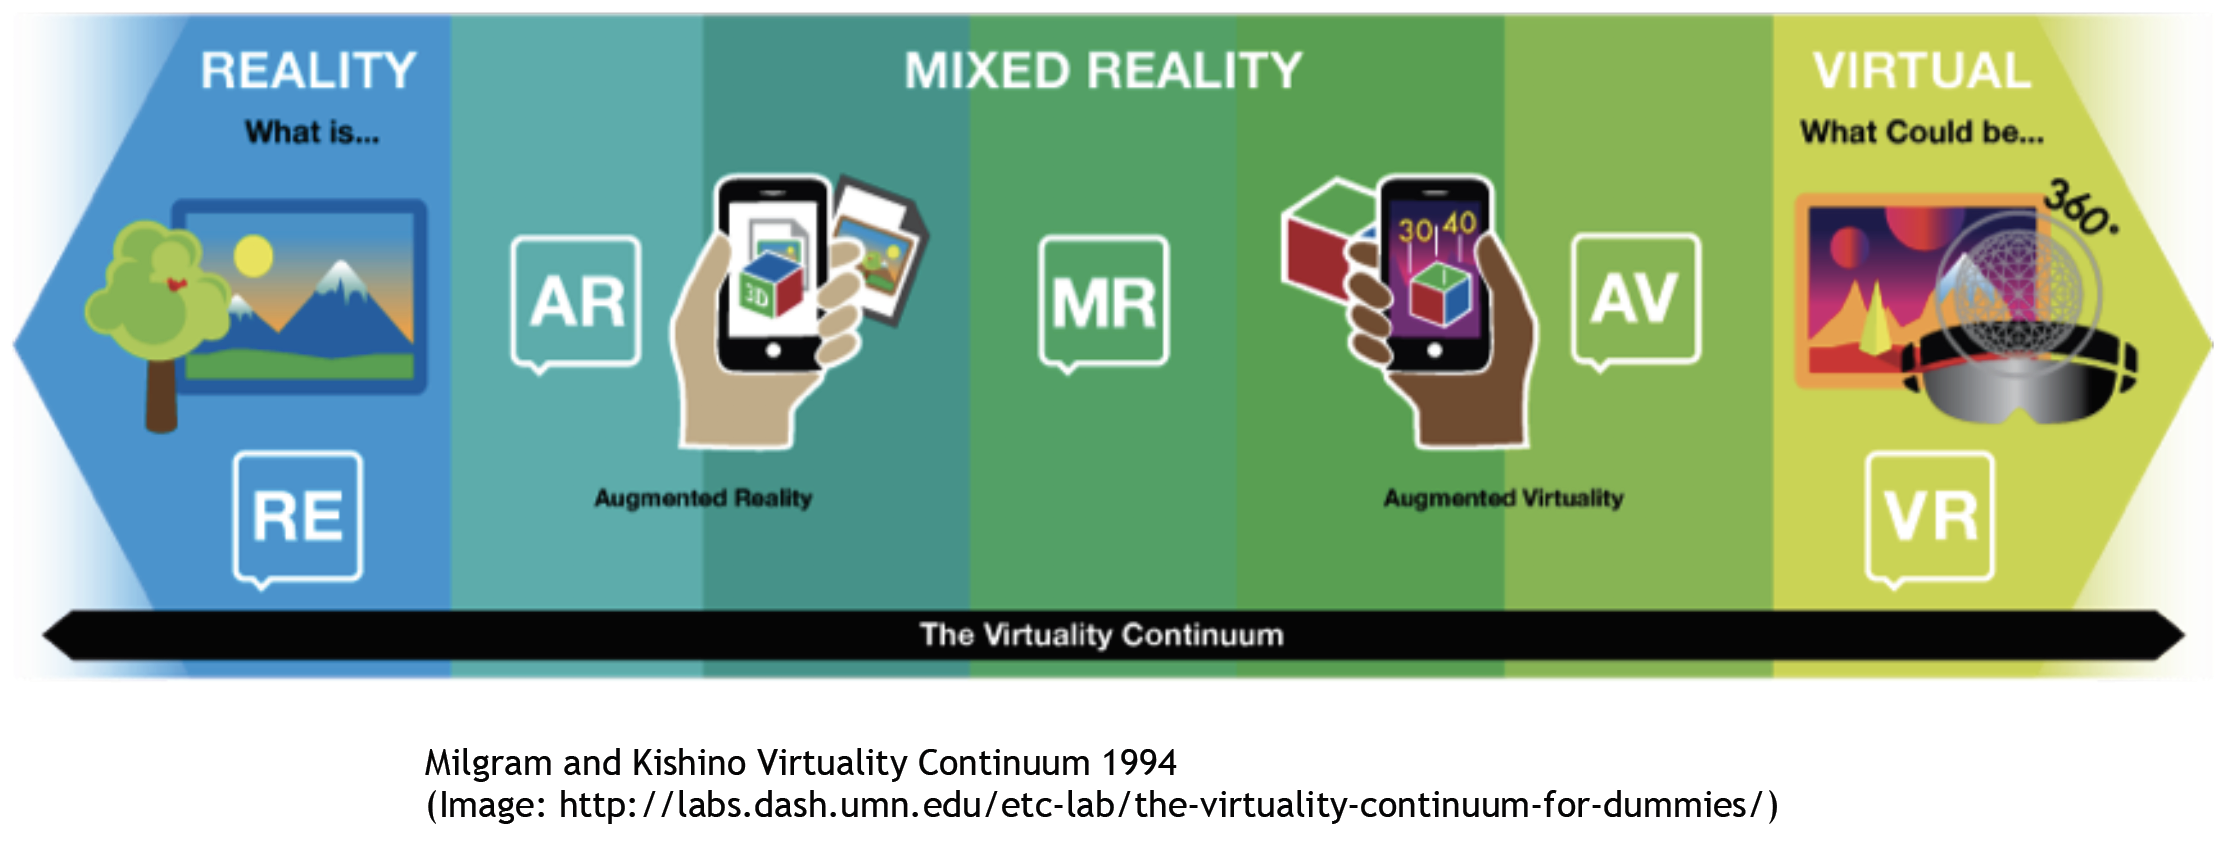 REALITY
MIXED REALITY
VIRTUAL
What is...
What Could be...
360°
30 40
AR
3D
MR
AV
Augmented Reality
Augmented Virtuality
RE
VR
The Virtuality Continuum
Milgram and Kishino Virtuality Continuum 1994
(Image: http://labs.dash.umn.edu/etc-lab/the-virtuality-continuum-for-dummies/)